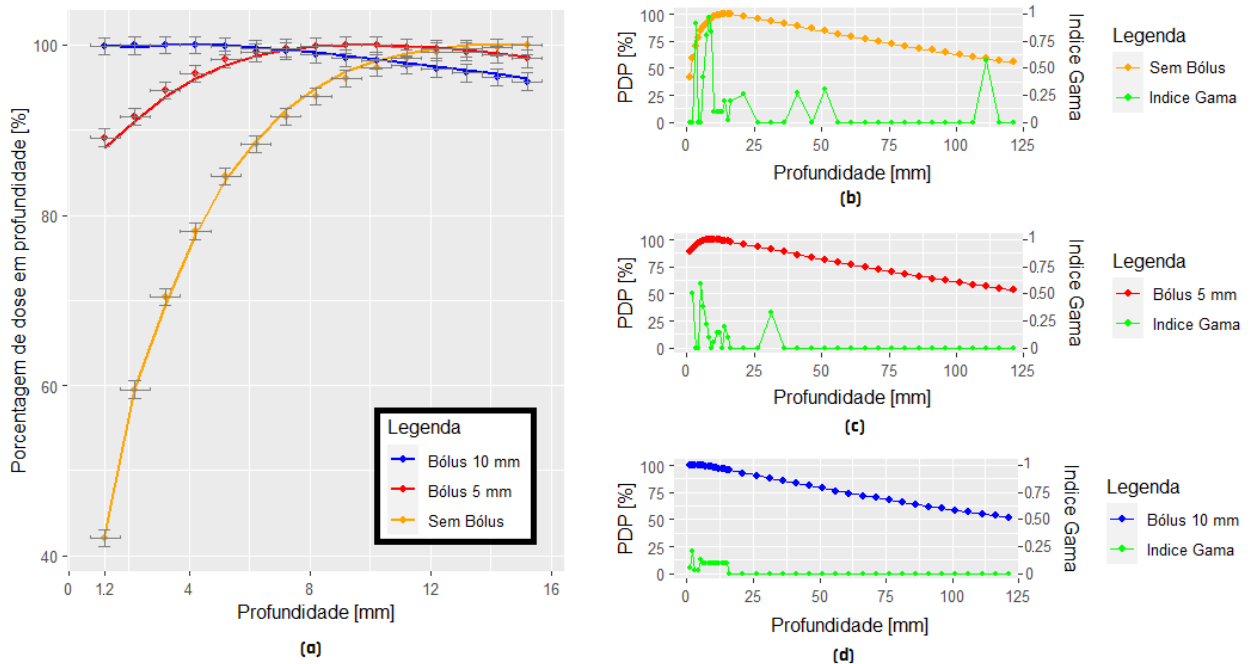 Porcentagem de dose em profundidade [%]
100
80
60
40
0
1.2
4
8
12
16
Profundidade [mm]
(a)
Legenda
Bólus 10 mm
Bólus 5 mm
Sem Bólus
PDP [%]
100
75
50
25
0
1
0.75
0.50
0.25
0
Indice Gama
0
25
50
75
100
125
Profundidade [mm]
(b)
Legenda
Sem Bólus
Indice Gama
PDP [%]
100
75
50
25
0
1
0.75
0.50
0.25
0
Indice Gama
0
25
50
75
100
125
Profundidade [mm]
(c)
Legenda
Bólus 5 mm
Indice Gama
PDP [%]
100
75
50
25
0
1
0.75
0.50
0.25
0
Indice Gama
0
25
50
75
100
125
Profundidade [mm]
(d)
Legenda
Bólus 10 mm
Indice Gama